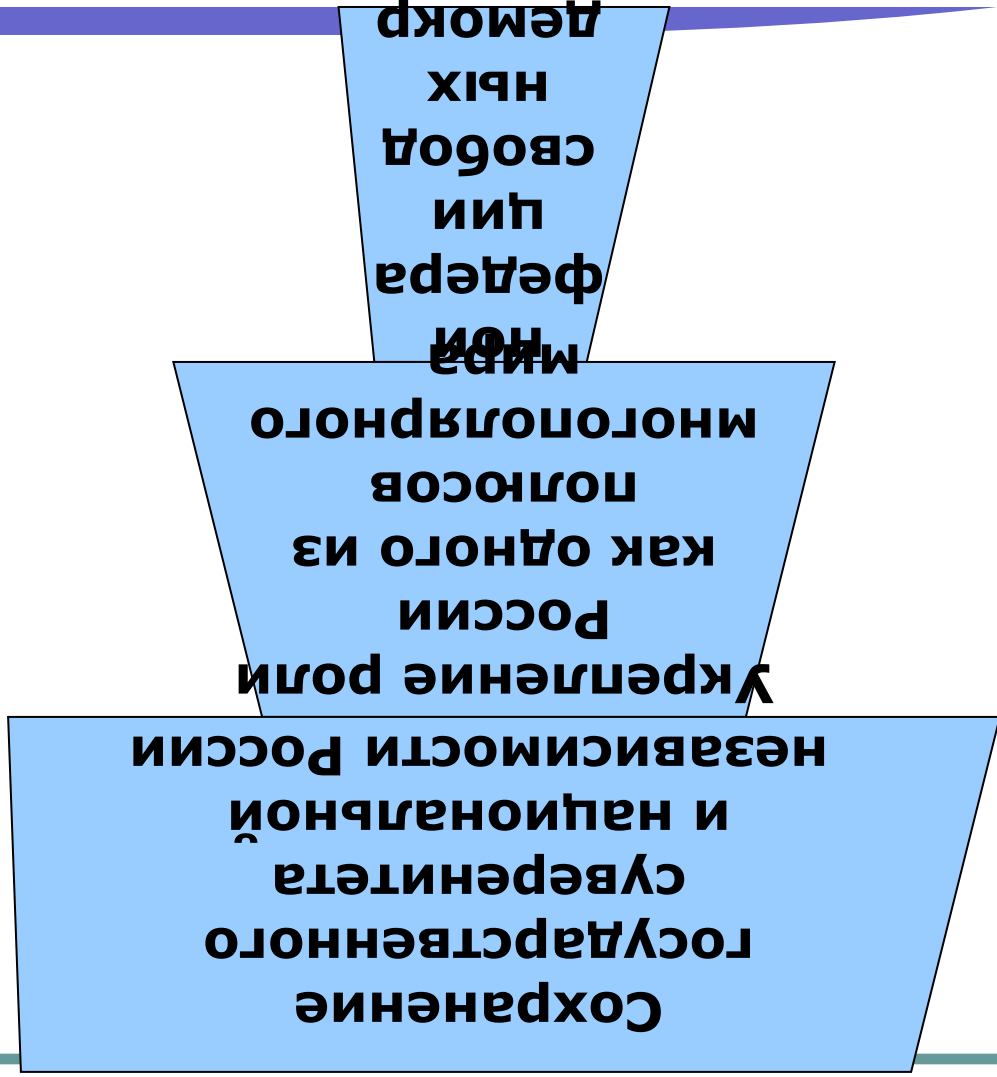 Сохранение
государственного
суверенитета
и национальной
независимости России
Укрепление роли
России
как одного из
полюсов
многополярного
мира
ной
федера
ции
свобод
ных
демокр